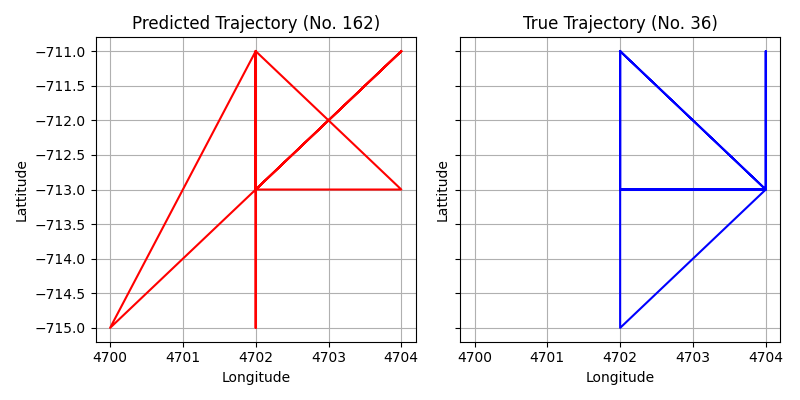 Predicted Trajectory (No. 162)
True Trajectory (No. 36)
−711.0
−711.5
−712.0
−712.5
−713.0
−713.5
−714.0
−714.5
−715.0
Lattitude
Lattitude
4700 4701 4702 4703 4704
4700 4701 4702 4703 4704
Longitude
Longitude